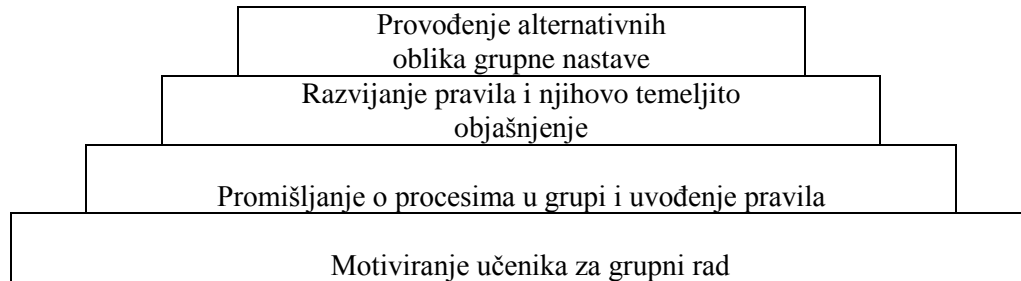 Provođenje alternativnih
oblika grupne nastave
Razvijanje pravila i njihovo temeljito
objašnjenje
Promišljanje o procesima u grupi i uvođenje pravila
Motiviranje učenika za grupni rad